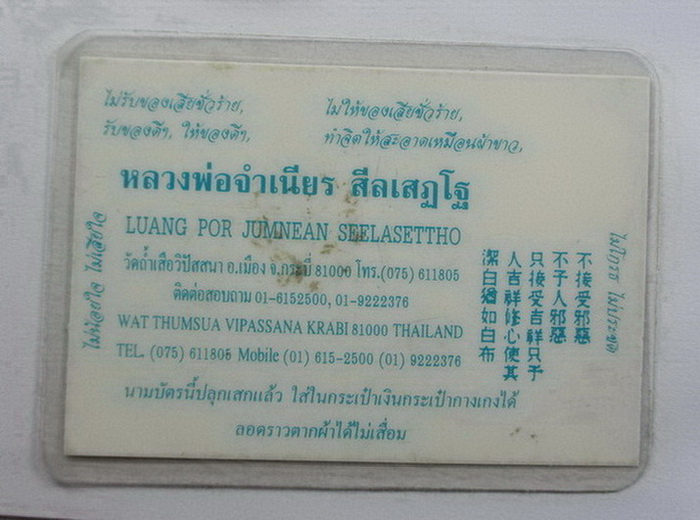 ไม่รับของเสียชั่วร้าย,
รับของดีๆ, ให้ของดีๆ,
ไม่ให้ของเสียชั่วร้าย,
ทำจิตให้สะอาดเหมือนผ้าขาว,
หลวงพ่อจำเนียร สีลเสฏโฐ
LUANG POR JUMNEAN SEELASETTHO
วัดถ้ำเสือวิปัสสนา อ.เมือง จ.กระบี่ 81000 โทร.(075) 611805
ติดต่อสอบถาม 01-6152500, 01-9222376
WAT THUMSUA VIPASSANA KRABI 81000 THAILAND
TEL. (075) 611805 Mobile (01) 615-2500 (01) 9222376
นามบัตรนี้ปลุกเสกแล้ว ใส่ในกระเป๋าเงินกระเป๋ากางเกงได้
ลอดราวตากผ้าได้ไม่เสื่อม
ไม่น้อยใจ ไม่เสียใจ
不接受邪惡
不予人邪惡
只接受吉祥只予
人吉祥修心使其
潔白猶如白布
ไม่โกรธ ไม่ประชด